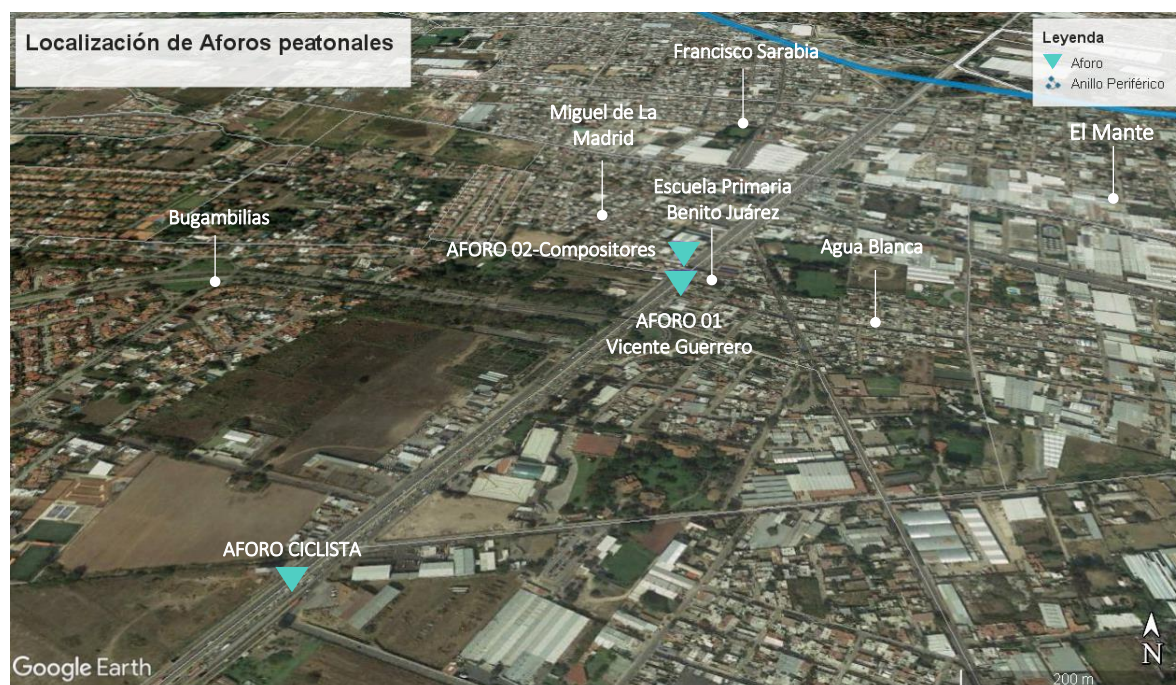 Localización de Aforos peatonales
Leyenda
Aforo
Anillo Periférico
Francisco Sarabia
Miguel de La
Madrid
El Mante
Escuela Primaria
Benito Juárez
Bugambilias
AFORO 02-Compositores
Agua Blanca
AFORO 01
Vicente Guerrero
AFORO CICLISTA
Google Earth
N
200 m